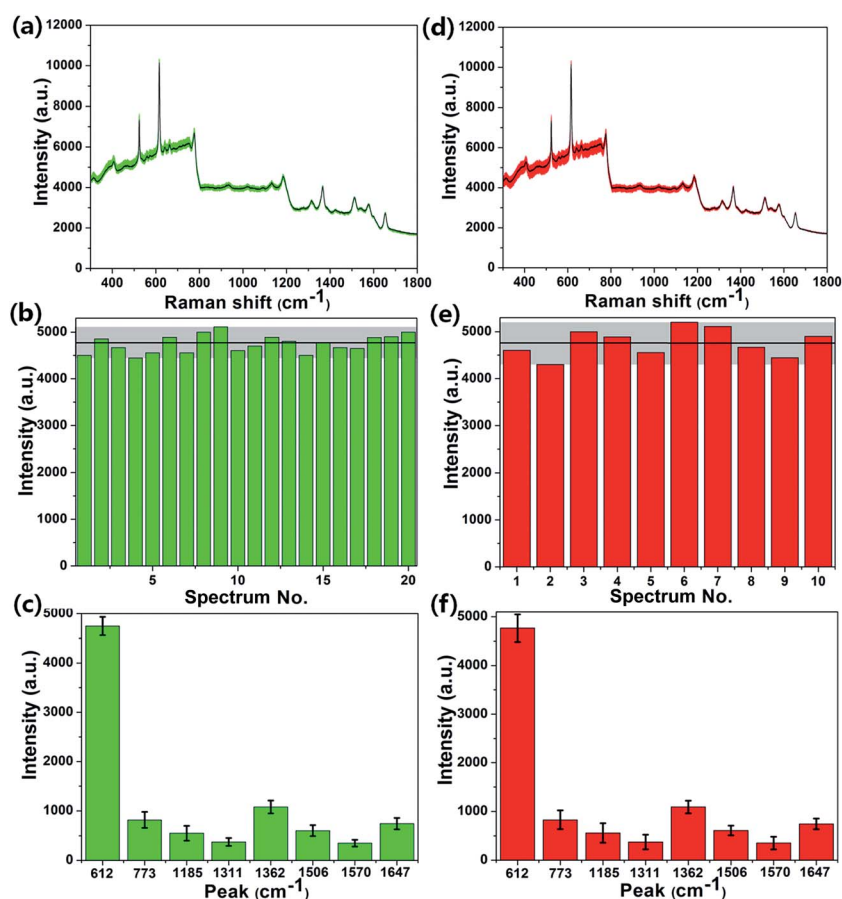 (a)
12000
10000
8000
6000
4000
2000
0
Intensity (a.u.)
400 600 800 1000 1200 1400 1600 1800
Raman shift (cm-1)
(d)
12000
10000
8000
6000
4000
2000
0
Intensity (a.u.)
400 600 800 1000 1200 1400 1600 1800
Raman shift (cm-1)
(b)
5000
4000
3000
2000
1000
0
Intensity (a.u.)
5 10 15 20
Spectrum No.
(e)
5000
4000
3000
2000
1000
0
Intensity (a.u.)
1 2 3 4 5 6 7 8 9 10
Spectrum No.
(c)
5000
4000
3000
2000
1000
0
Intensity (a.u.)
612 773 1185 1311 1362 1506 1570 1647
Peak (cm-1)
(f)
5000
4000
3000
2000
1000
0
Intensity (a.u.)
612 773 1185 1311 1362 1506 1570 1647
Peak (cm-1)